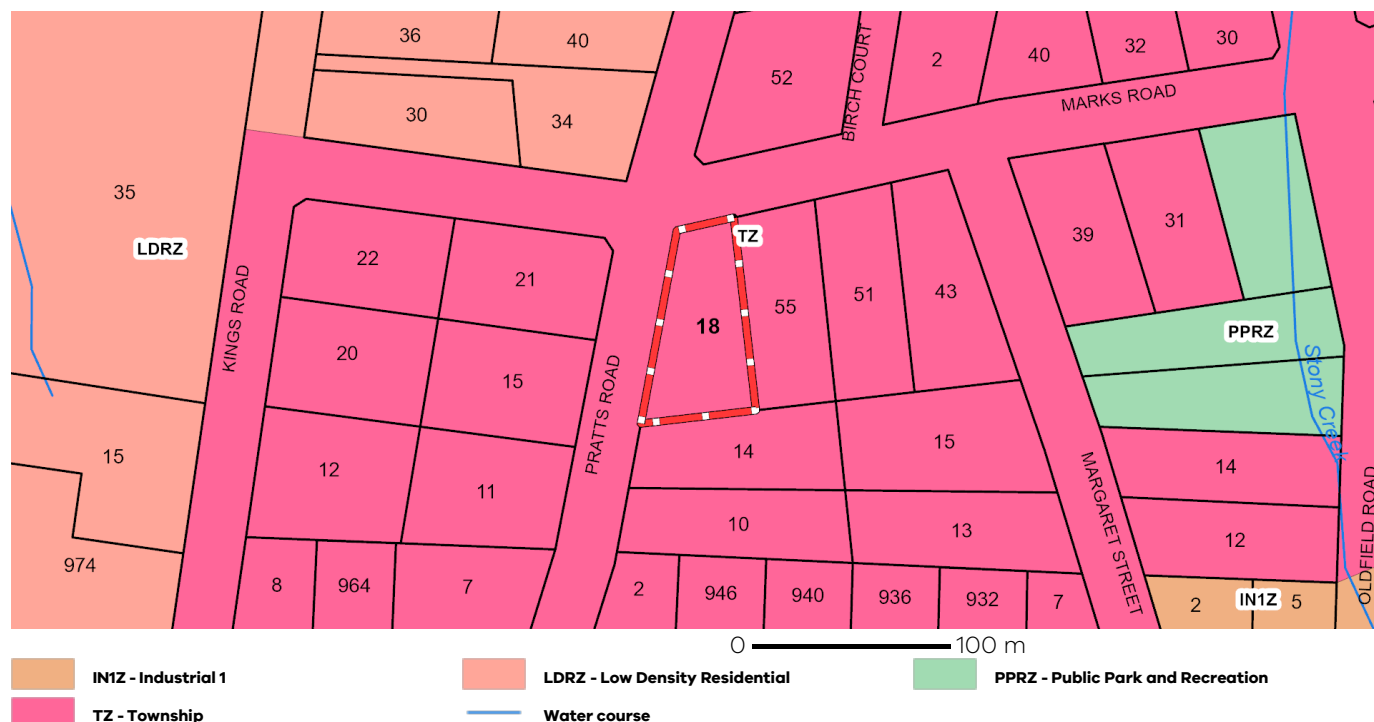 36
40
52
BIRCH COURT
2
40
32
30
MARKS ROAD
30
34
35
LDRZ
KINGS ROAD
22
21
20
15
12
11
8
964
7
PRATTS ROAD
TZ
18
55
51
43
14
15
10
13
2
946
940
936
932
7
MARGARET STREET
39
31
PPRZ
Stony Creek
14
12
OLDFIELD ROAD
2
IN1Z
5
15
974
0 100 m
IN1Z - Industrial 1
LDRZ - Low Density Residential
PPRZ - Public Park and Recreation
TZ - Township
Water course